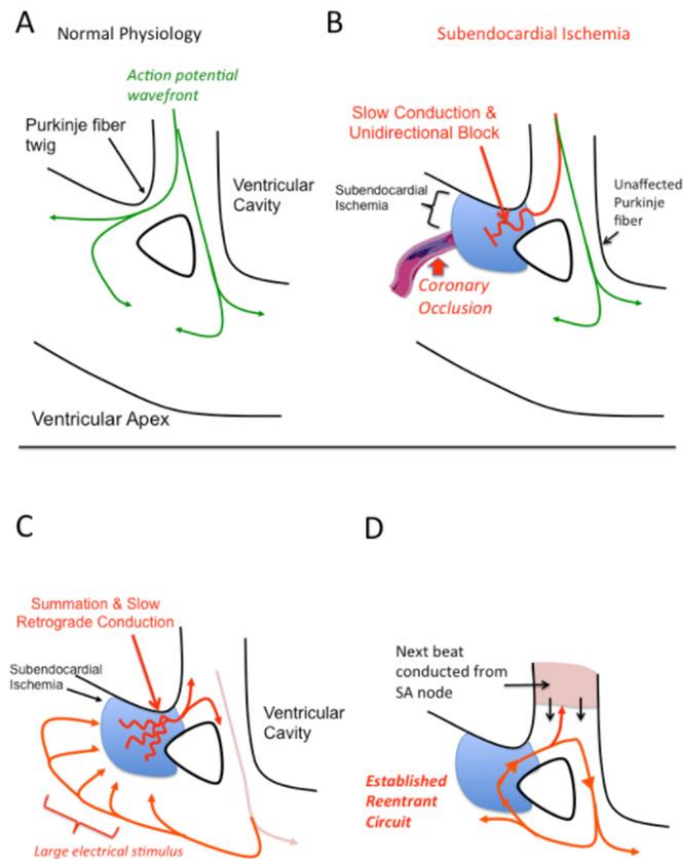 A
Normal Physiology
Action potential
wavefront
Purkinje fiber
twig
Ventricular
Cavity
Ventricular Apex
B
Subendocardial Ischemia
Slow Conduction &
Unidirectional Block
Subendocardial
Ischemia
Unaffected
Purkinje
fiber
Coronary
Occlusion
C
Summation & Slow
Retrograde Conduction
Subendocardial
Ischemia
Ventricular
Cavity
Large electrical stimulus
D
Next beat
conducted from
SA node
Established
Reentrant
Circuit